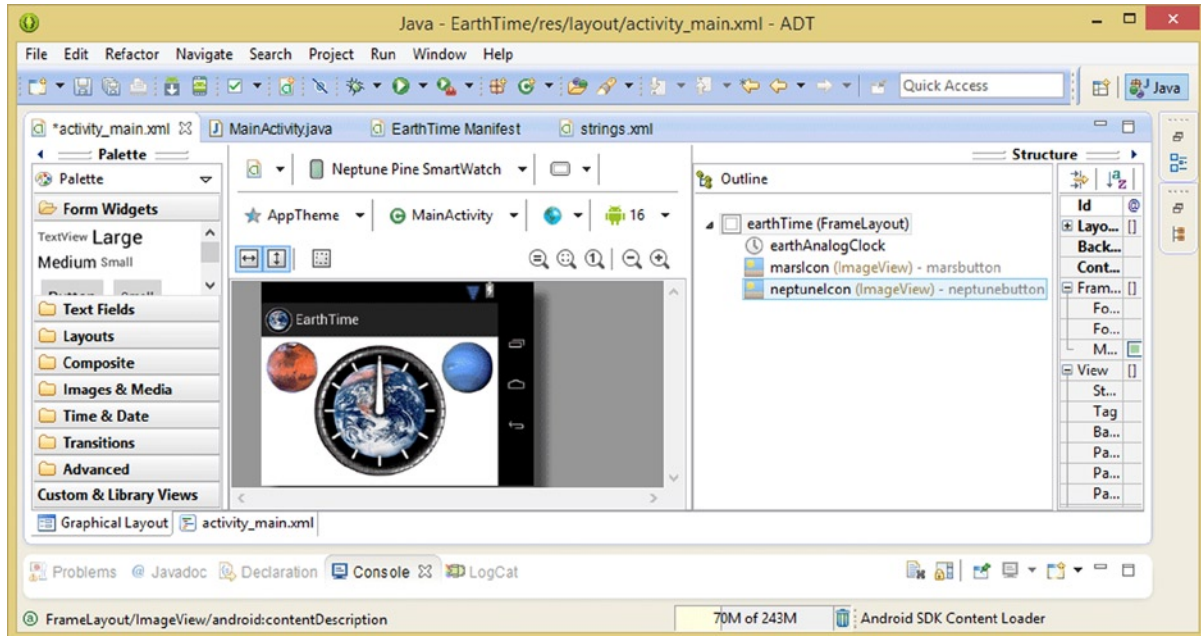 Java - EarthTime/res/layout/activity_main.xml - ADT
File Edit Refactor Navigate Search Project Run Window Help
Quick Access
Java
*activity_main.xml
MainActivity.java
EarthTime Manifest
strings.xml
Palette
Palette
Form Widgets
TextView Large
Medium Small
Text Fields
Layouts
Composite
Images & Media
Time & Date
Transitions
Advanced
Custom & Library Views
Neptune Pine SmartWatch
AppTheme
MainActivity
16
EarthTime
Structure
Outline
earthTime (FrameLayout)
earthAnalogClock
marsIcon (ImageView) - marsbutton
neptuneIcon (ImageView) - neptunebutton
Id @
Layo... []
Back...
Cont...
Fram... []
Fo...
Fo...
M...
View []
St...
Tag
Ba...
Pa...
Pa...
Pa...
Graphical Layout
activity_main.xml
Problems @ Javadoc Declaration Console LogCat
FrameLayout/ImageView/android:contentDescription
70M of 243M
Android SDK Content Loader